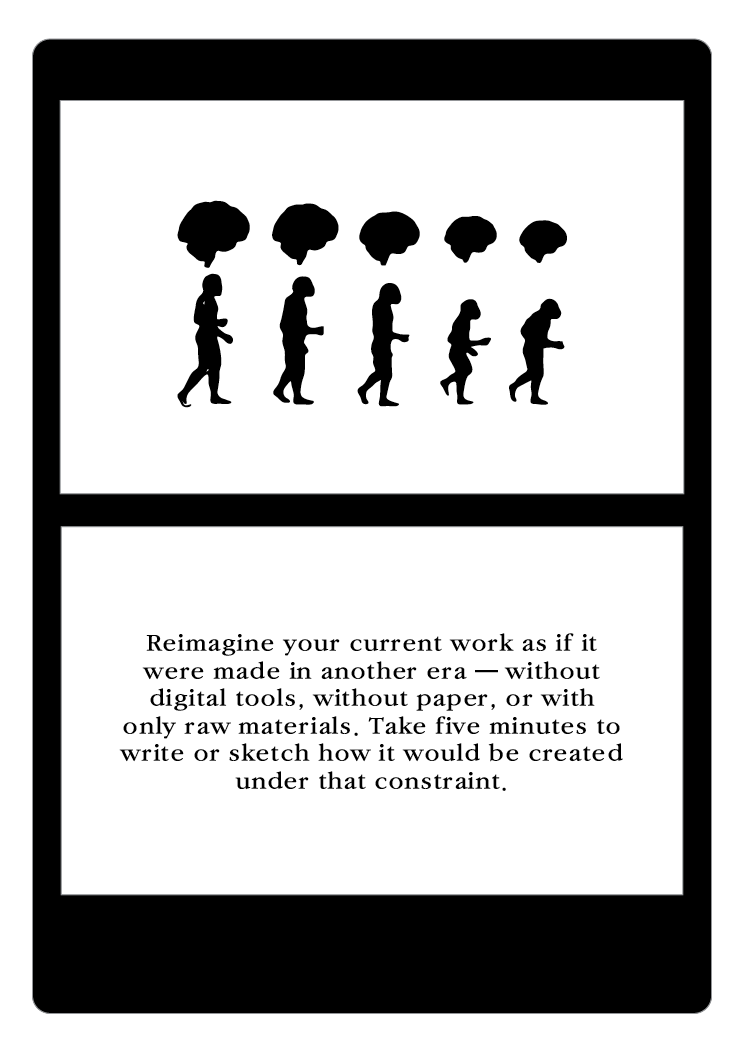 Reimagine your current work as if it
were made in another era — without
digital tools, without paper, or with
only raw materials. Take five minutes to
write or sketch how it would be created
under that constraint.